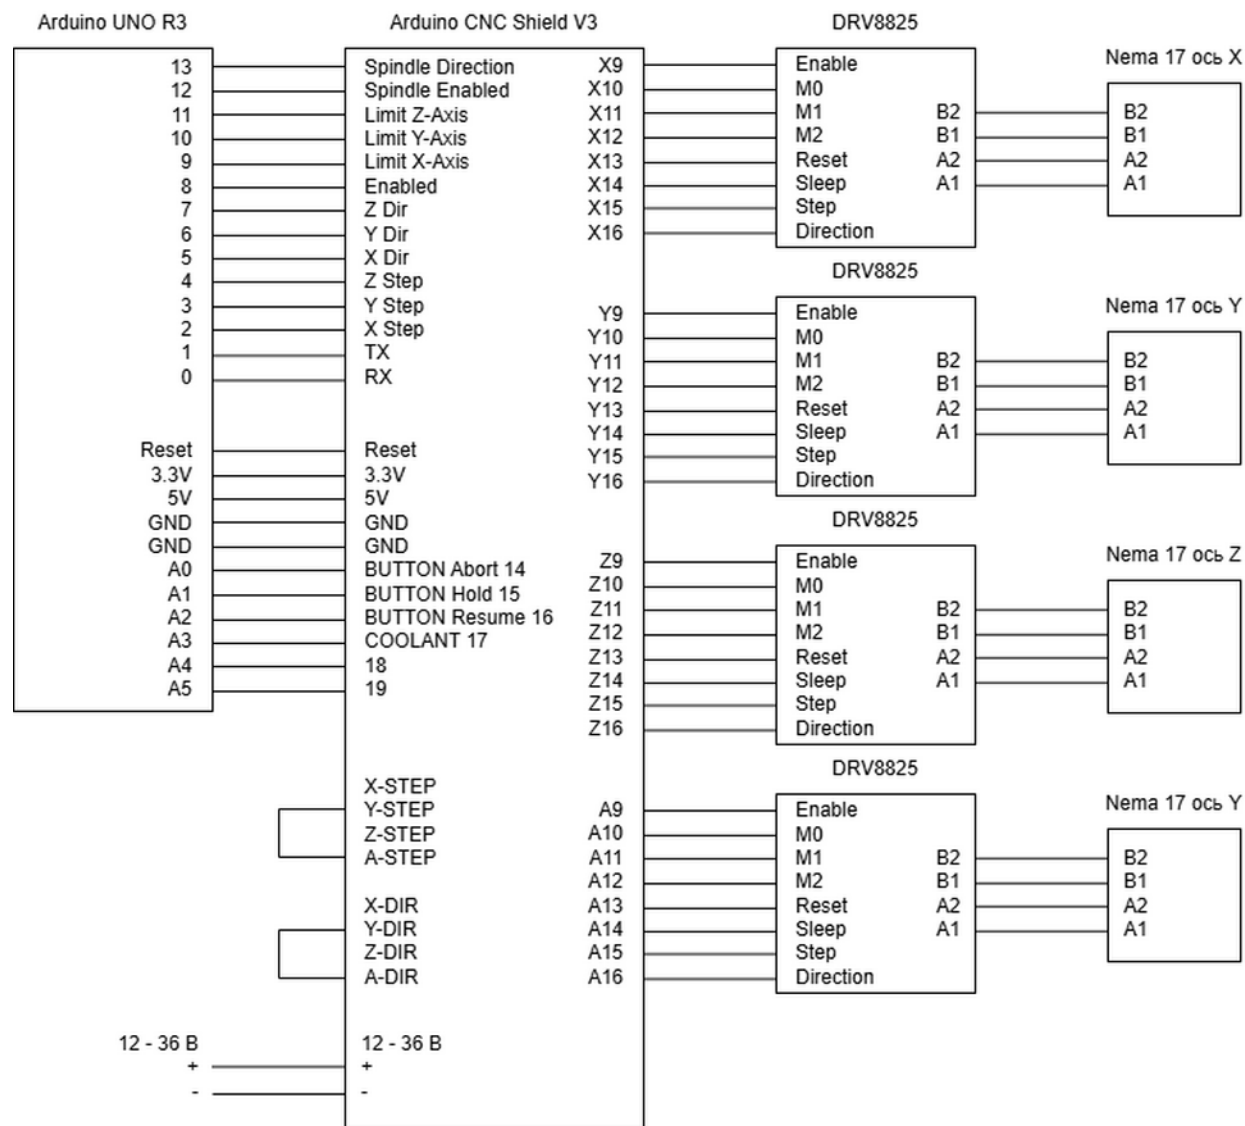 Arduino UNO R3
13
12
11
10
9
8
7
6
5
4
3
2
1
0
Reset
3.3V
5V
GND
GND
A0
A1
A2
A3
A4
A5
12 - 36 В
+
-
Arduino CNC Shield V3
Spindle Direction
Spindle Enabled
Limit Z-Axis
Limit Y-Axis
Limit X-Axis
Enabled
Z Dir
Y Dir
X Dir
Z Step
Y Step
X Step
TX
RX
Reset
3.3V
5V
GND
GND
BUTTON Abort 14
BUTTON Hold 15
BUTTON Resume 16
COOLANT 17
18
19
X-STEP
Y-STEP
Z-STEP
A-STEP
X-DIR
Y-DIR
Z-DIR
A-DIR
12 - 36 В
+
-
X9
X10
X11
X12
X13
X14
X15
X16
Y9
Y10
Y11
Y12
Y13
Y14
Y15
Y16
Z9
Z10
Z11
Z12
Z13
Z14
Z15
Z16
A9
A10
A11
A12
A13
A14
A15
A16
DRV8825
Enable
M0
M1
M2
Reset
Sleep
Step
Direction
B2
B1
A2
A1
Nema 17 ось X
B2
B1
A2
A1
DRV8825
Enable
M0
M1
M2
Reset
Sleep
Step
Direction
B2
B1
A2
A1
Nema 17 ось Y
B2
B1
A2
A1
DRV8825
Enable
M0
M1
M2
Reset
Sleep
Step
Direction
B2
B1
A2
A1
Nema 17 ось Z
B2
B1
A2
A1
DRV8825
Enable
M0
M1
M2
Reset
Sleep
Step
Direction
B2
B1
A2
A1
Nema 17 ось Y
B2
B1
A2
A1